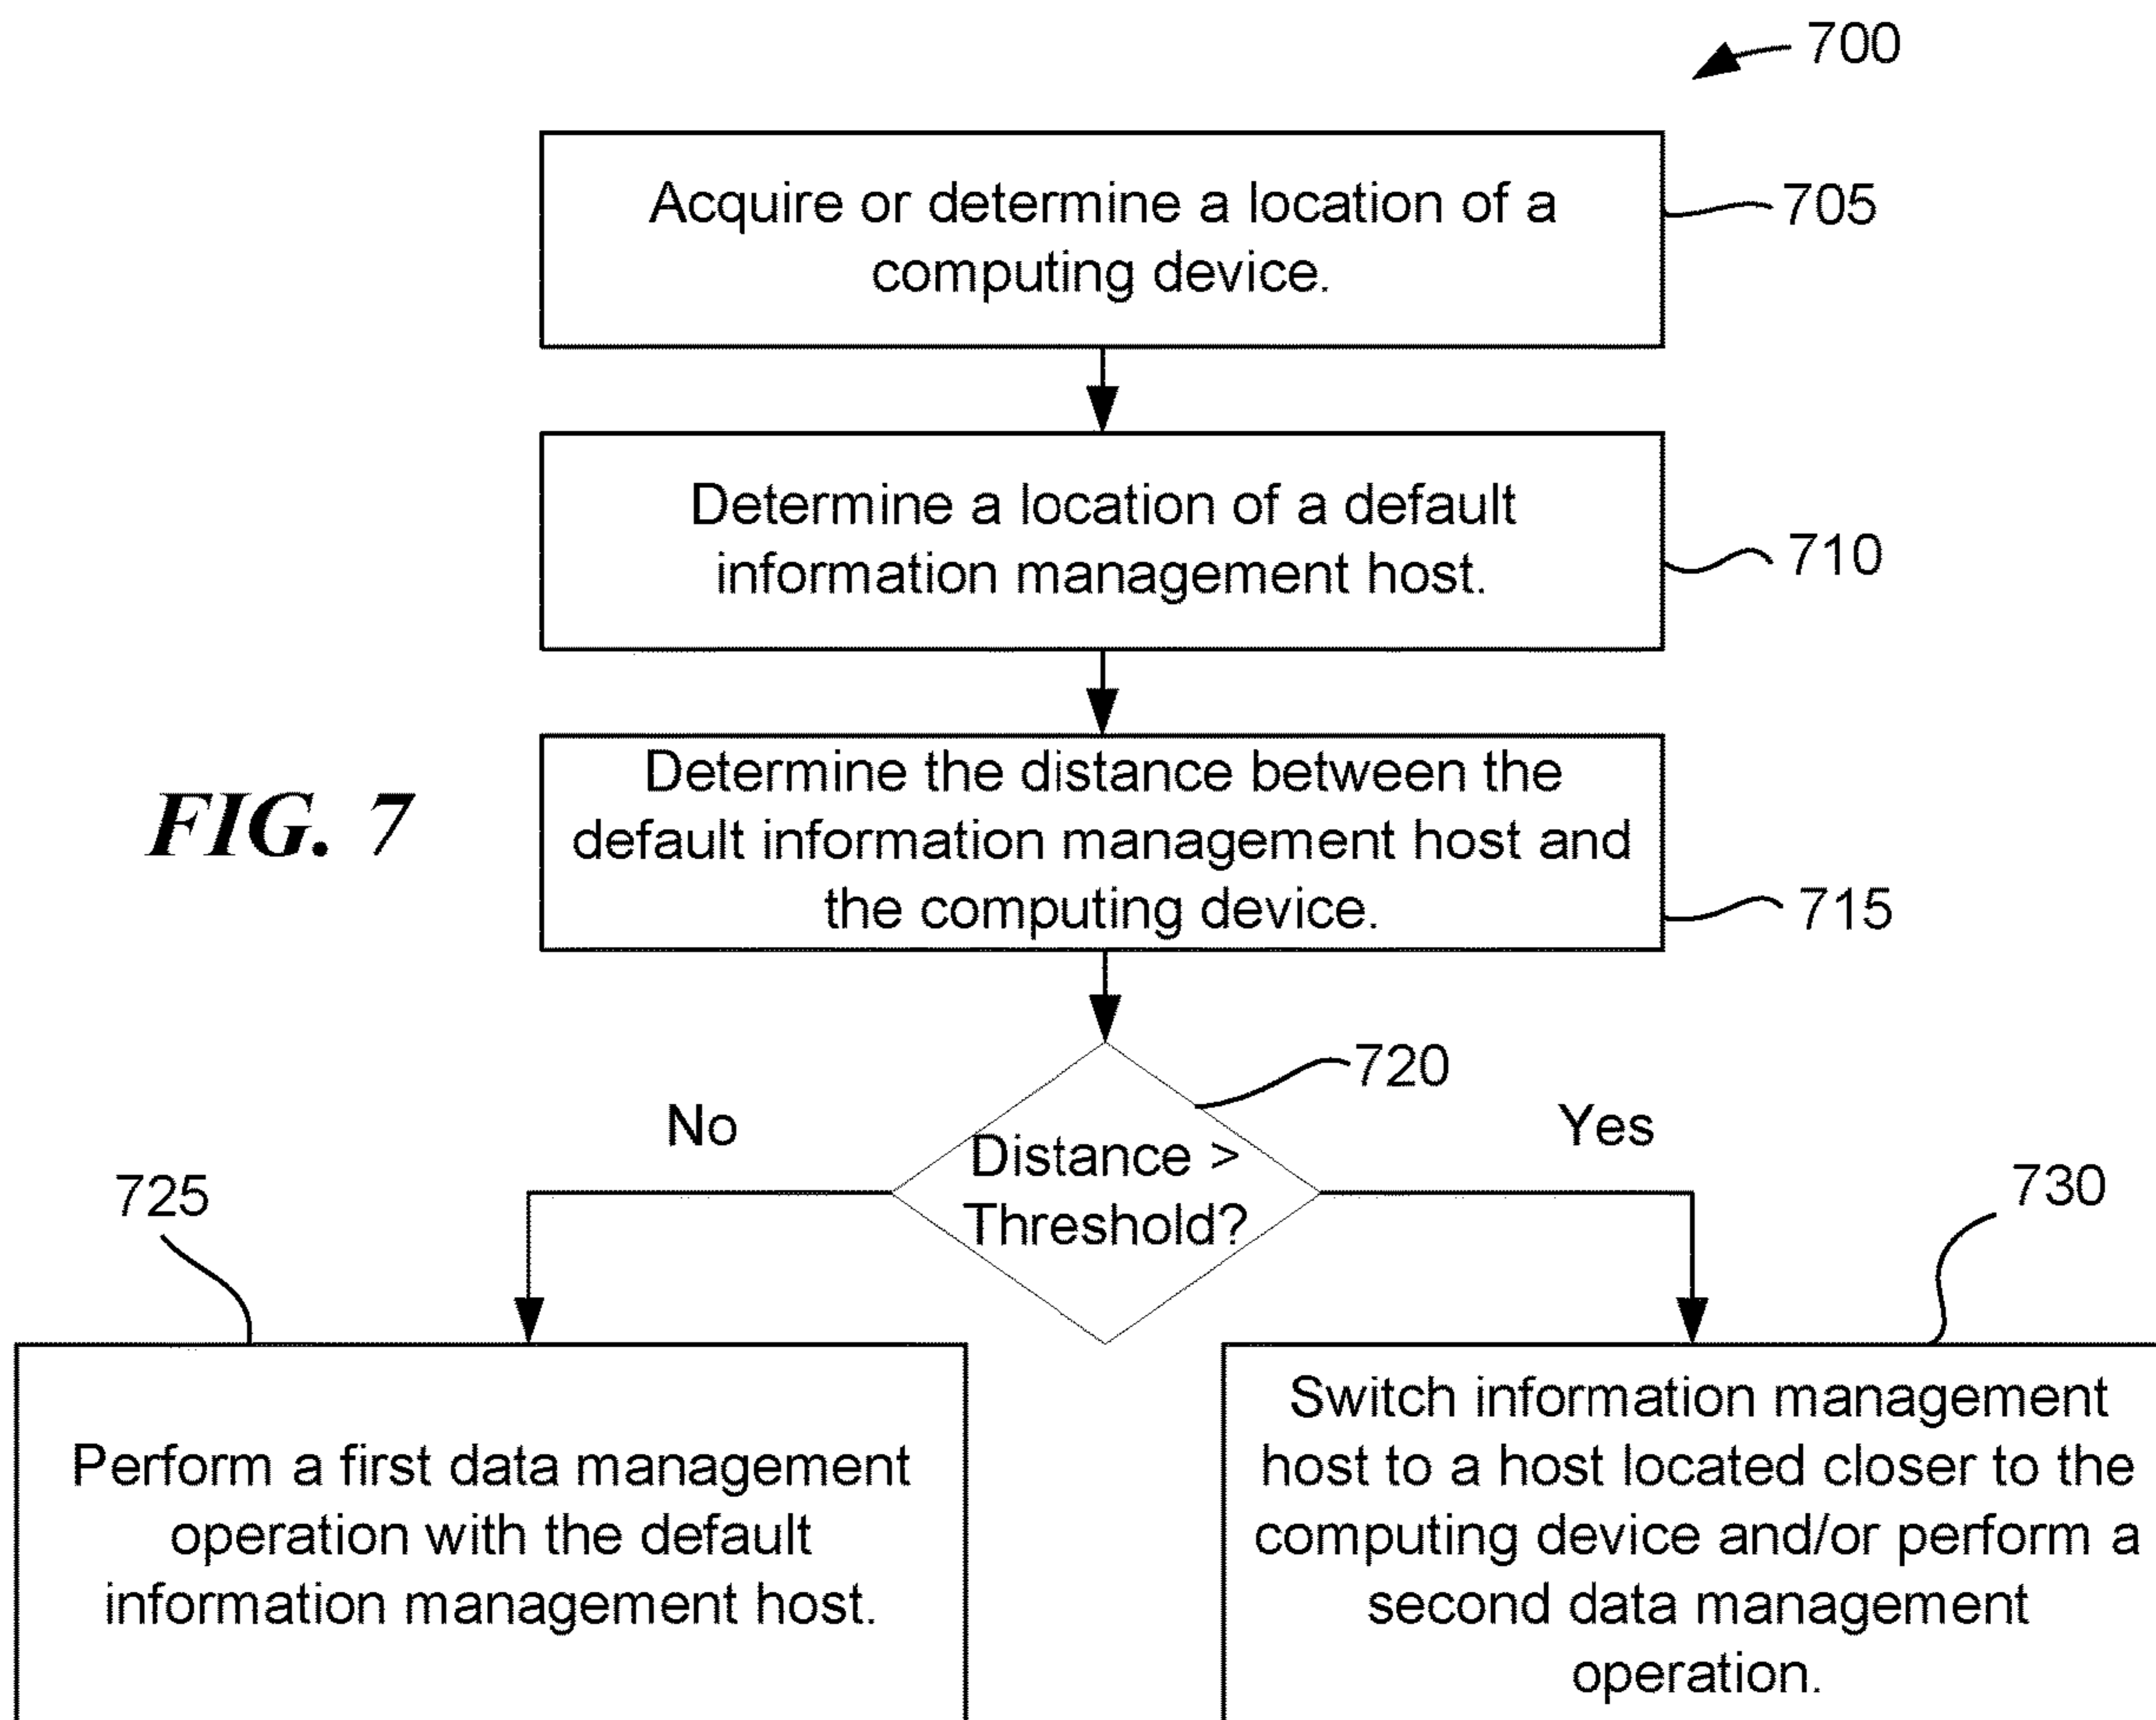 700
Acquire or determine a location of a
computing device.
705
Determine a location of a default
information management host.
710
Determine the distance between the
default information management host and
the computing device.
715
FIG. 7
720
Distance >
Threshold?
No
Yes
725
Perform a first data management
operation with the default
information management host.
730
Switch information management
host to a host located closer to the
computing device and/or perform a
second data management
operation.